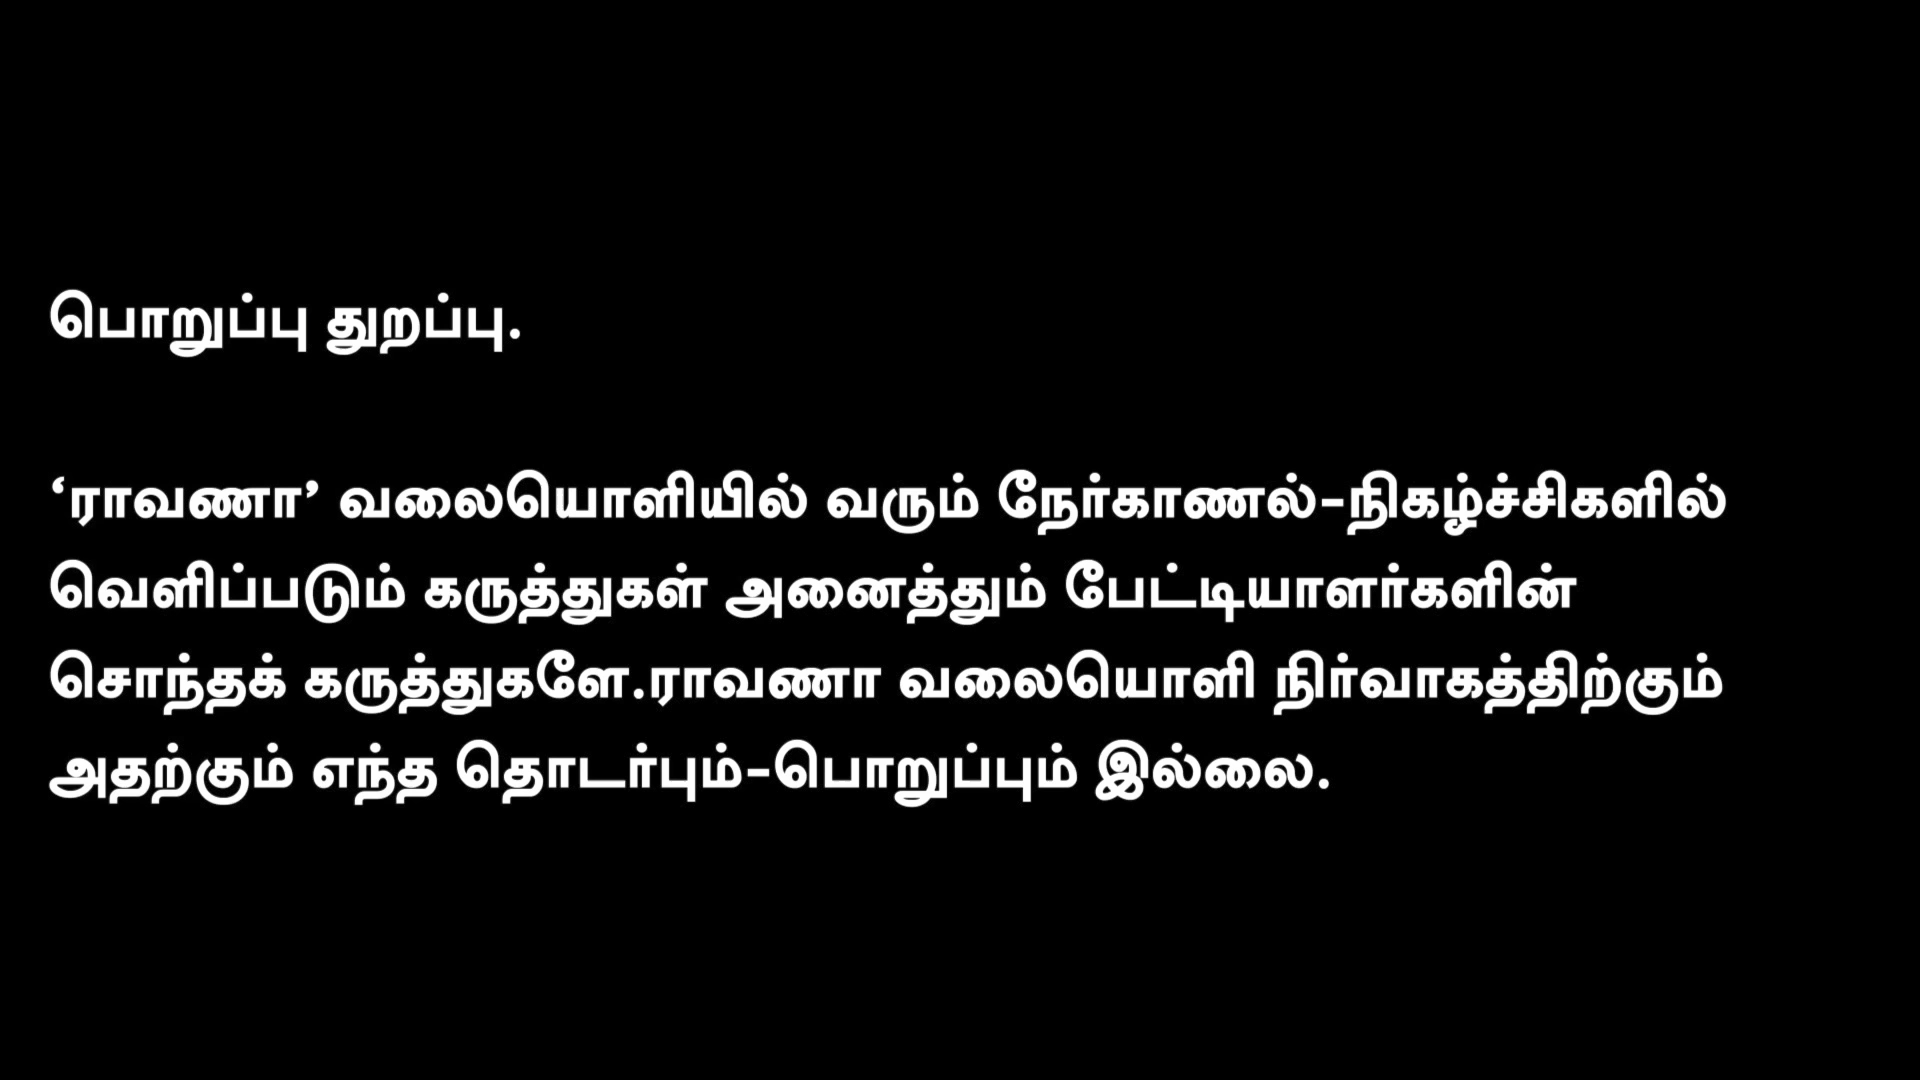 பொறுப்பு துறப்பு.
‘ராவணா’ வலையொளியில் வரும் நேர்காணல்-நிகழ்ச்சிகளில்
வெளிப்படும் கருத்துகள் அனைத்தும் பேட்டியாளர்களின்
சொந்தக் கருத்துகளே.ராவணா வலையொளி நிர்வாகத்திற்கும்
அதற்கும் எந்த தொடர்பும்-பொறுப்பும் இல்லை.